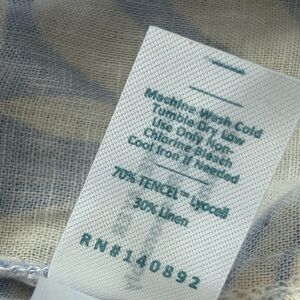 Machine Wash Cold
Tumble Dry Low
Use Only Non-
Chlorine Bleach
Cool Iron if Needed
70% TENCEL™ Lyocell
30% Linen
RN#140892